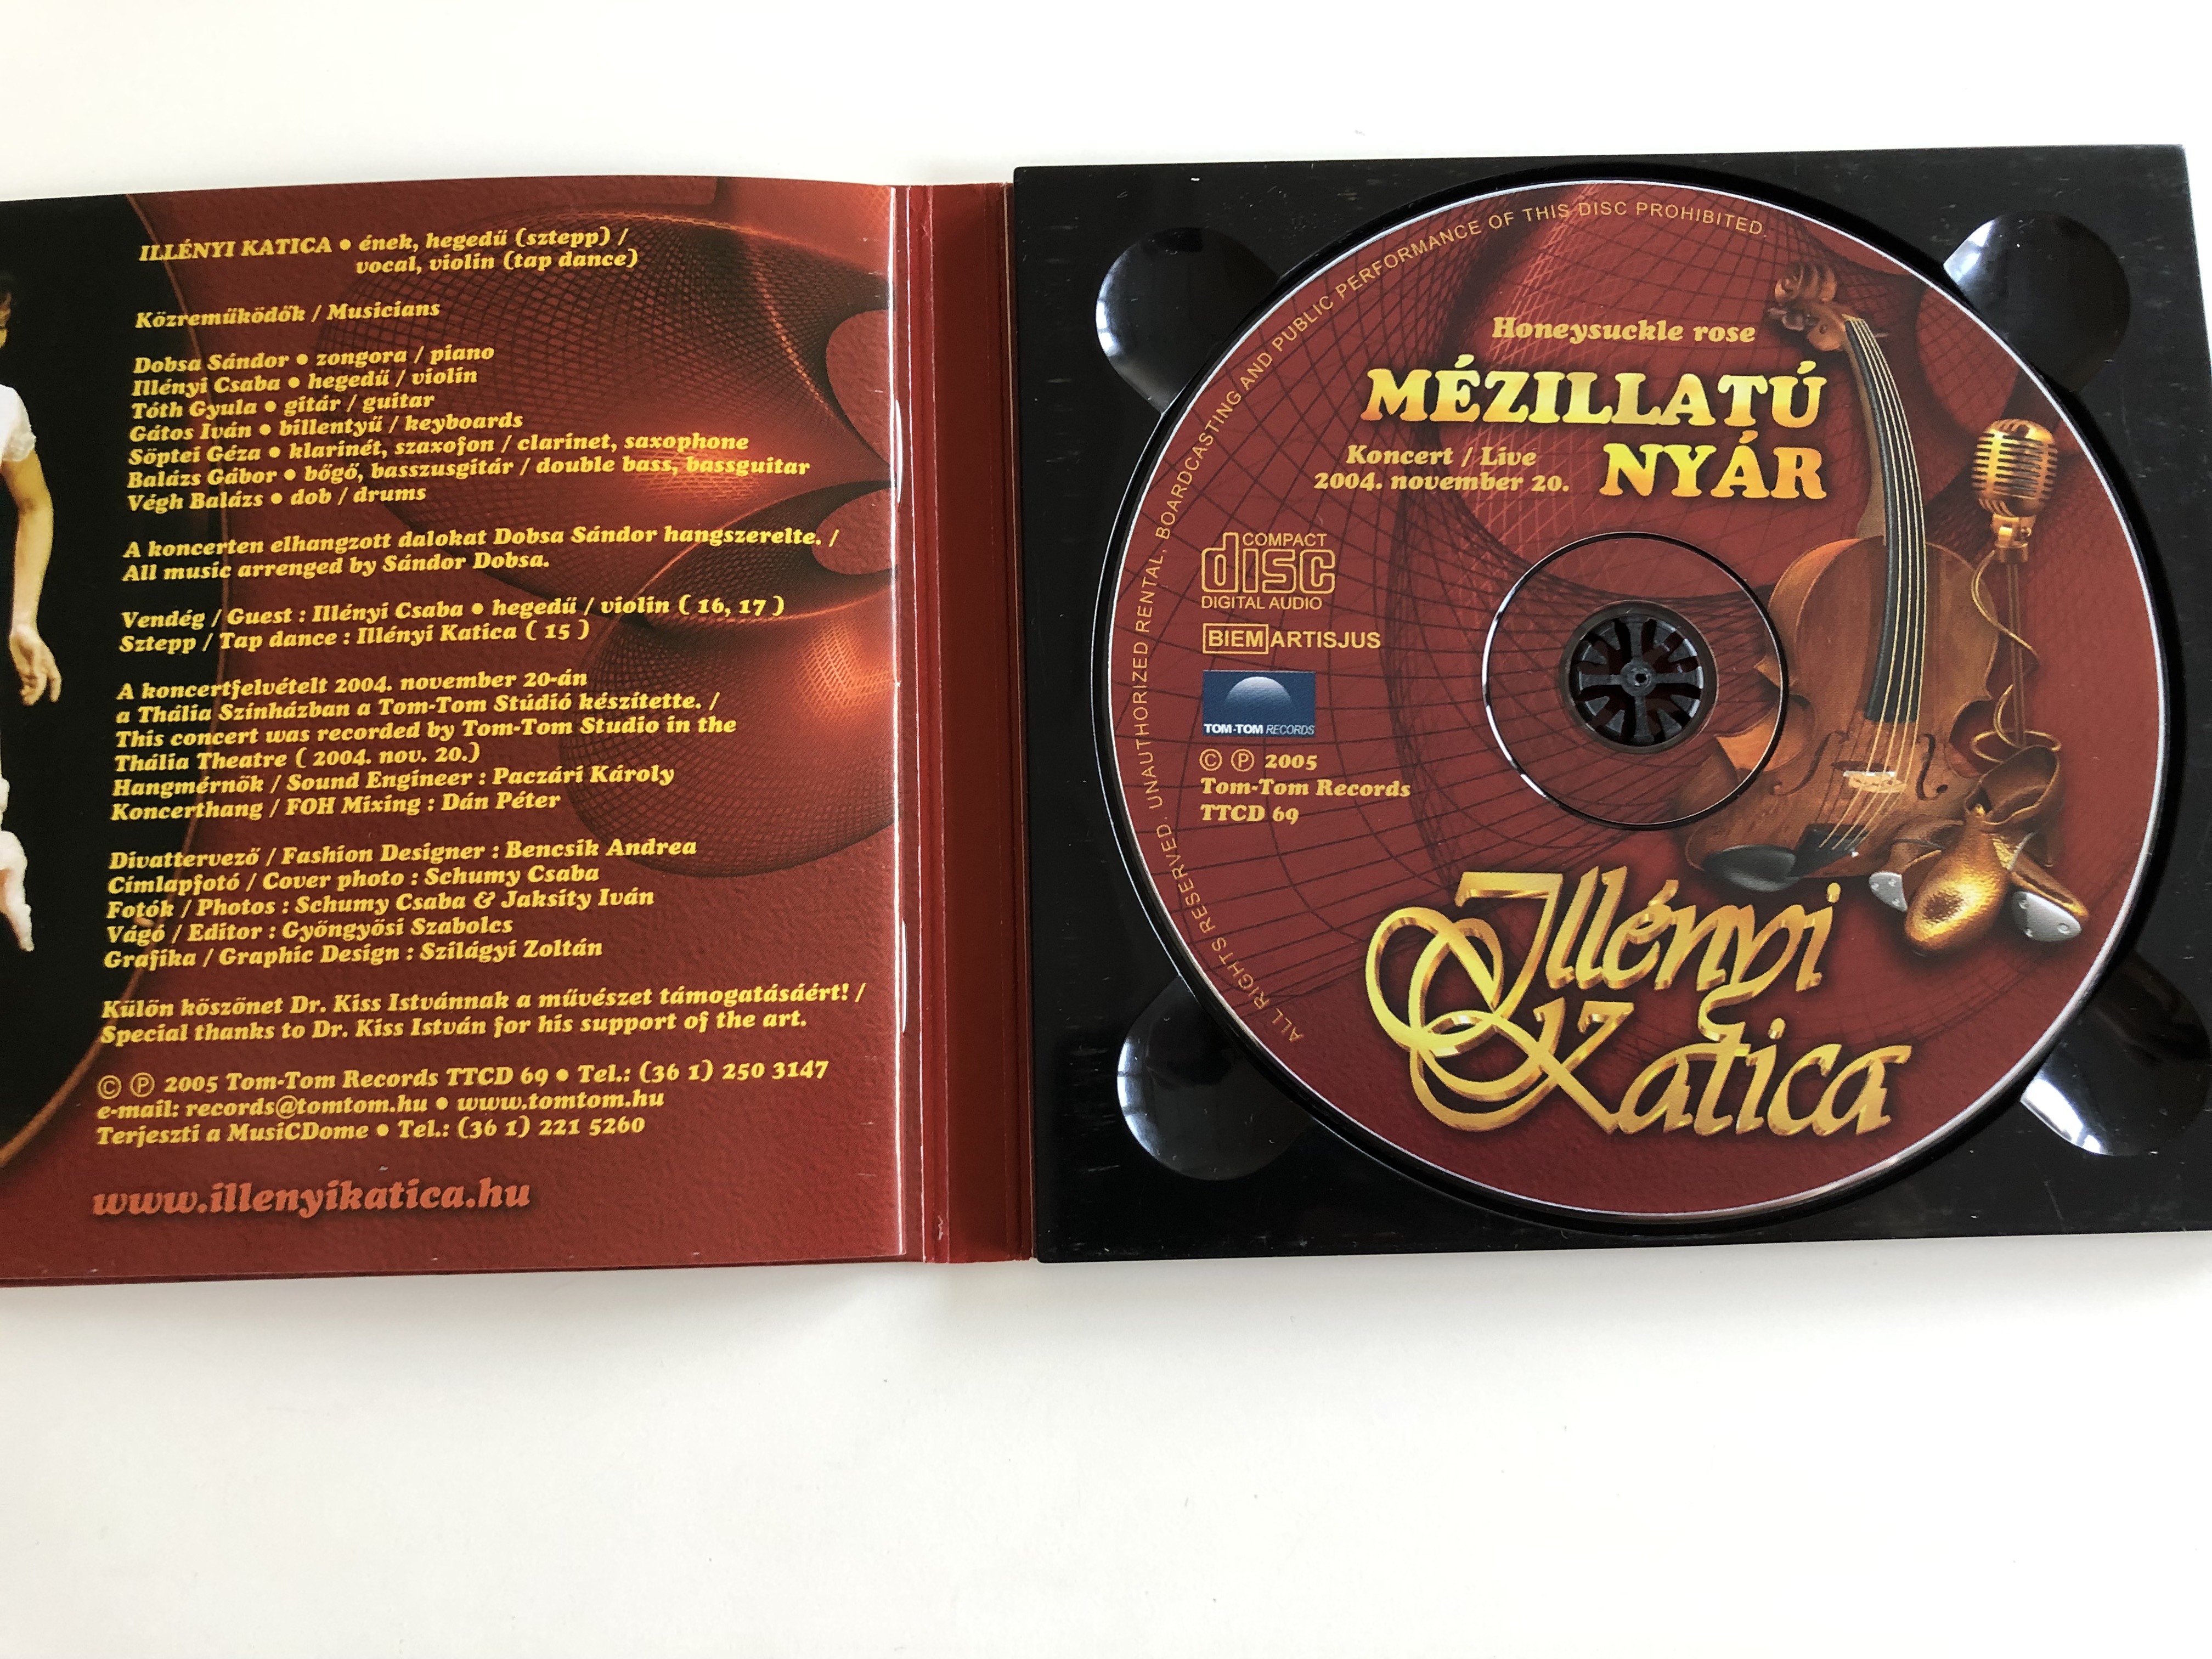 ILLÉNYI KATICA • ének, hegedű (sztepp) /
vocal, violin (tap dance)
Közreműködők / Musicians
Dobsa Sándor • zongora / piano
Illényi Csaba • hegedű / violin
Tóth Gyula • gitár / guitar
Gátos Iván • billentyű / keyboards
Söptei Géza • klarinét, szaxofon / clarinet, saxophone
Balázs Gábor • bőgő, basszusgitár / double bass, bassguitar
Végh Balázs • dob / drums
A koncerten elhangzott dalokat Dobsa Sándor hangszerelte. /
All music arranged by Sándor Dobsa.
Vendég / Guest : Illényi Csaba • hegedű / violin ( 16, 17 )
Sztepp / Tap dance : Illényi Katica ( 15 )
A koncertfelvételt 2004. november 20-án
a Thália Színházban a Tom-Tom Stúdió készítette. /
This concert was recorded by Tom-Tom Studio in the
Thália Theatre ( 2004. nov. 20.)
Hangmérnök / Sound Engineer : Paczári Károly
Koncerthang / FOH Mixing : Dán Péter
Divattervező / Fashion Designer : Bencsik Andrea
Címlapfotó / Cover photo : Schumy Csaba
Fotók / Photos : Schumy Csaba & Jaksity Iván
Vágó / Editor : Gyöngyösi Szabolcs
Grafika / Graphic Design : Szilágyi Zoltán
Külön köszönet Dr. Kiss Istvánnak a művészet támogatásáért! /
Special thanks to Dr. Kiss István for his support of the art.
© ℗ 2005 Tom-Tom Records TTCD 69 • Tel.: (36 1) 250 3147
e-mail: records@tomtom.hu • www.tomtom.hu
Terjeszti a MusiCDome • Tel.: (36 1) 221 5260
www.illenyikatica.hu
ALL RIGHTS RESERVED. UNAUTHORIZED RENTAL, BOARDCASTING AND PUBLIC PERFORMANCE OF THIS DISC PROHIBITED.
Honeysuckle rose
MÉZILLATÚ
NYÁR
Koncert / Live
2004. november 20.
COMPACT
disc
DIGITAL AUDIO
BIEM ARTISJUS
TOM-TOM RECORDS
© ℗ 2005
Tom-Tom Records
TTCD 69
Illényi
Katica